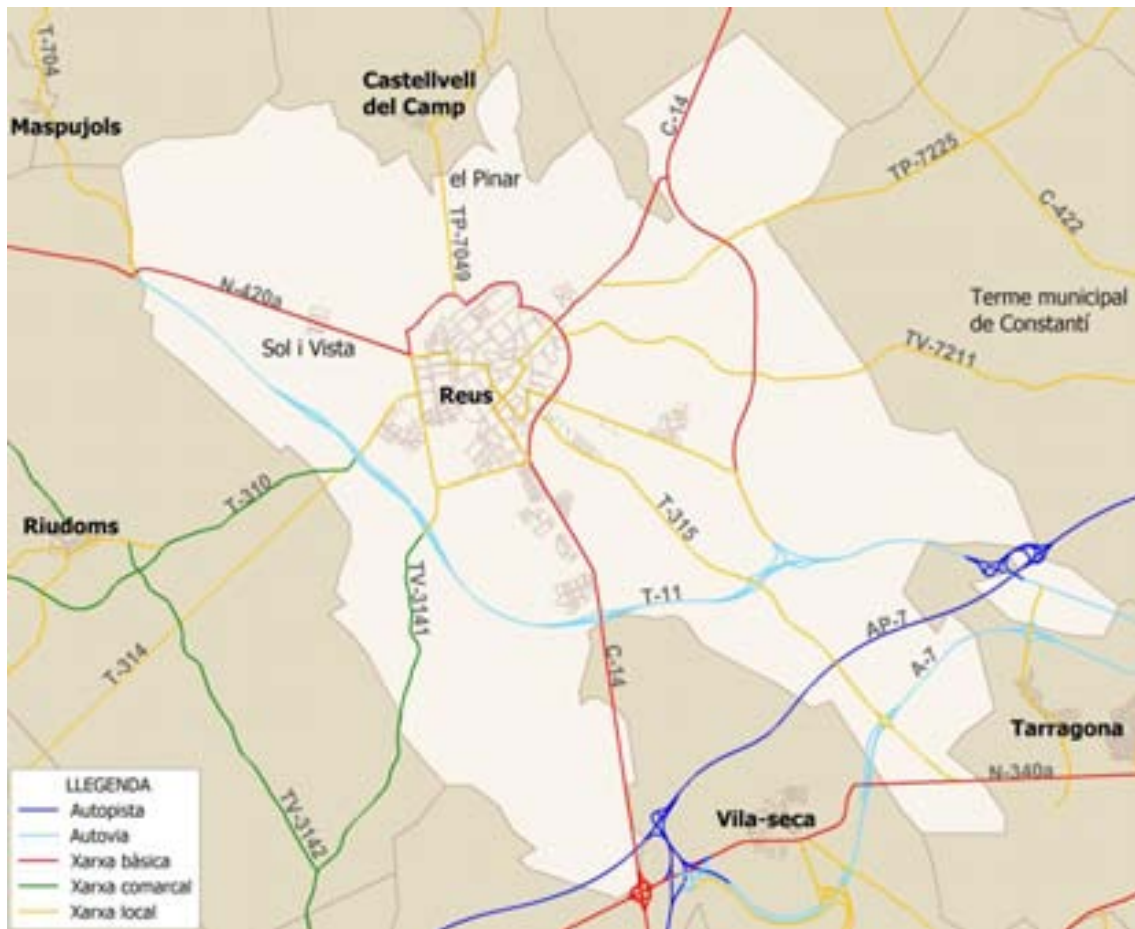 T-704
Castellvell
del Camp
C-14
Maspujols
TP-7225
el Pinar
C-422
TP-7049
N-420a
Terme municipal
de Constantí
Sol i Vista
TV-7211
Reus
T-310
T-315
Riudoms
TV-3141
T-11
AP-7
T-314
C-14
A-7
Tarragona
N-340a
LLEGENDA
Autopista
Autovia
Xarxa bàsica
Xarxa comarcal
Xarxa local
TV-3142
Vila-seca